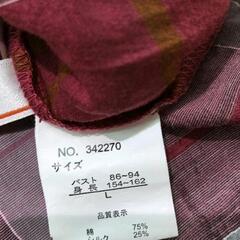 NO. 342270
サイズ
バスト 86-94
身長 154-162
L
品質表示
綿 75%
シルク 25%